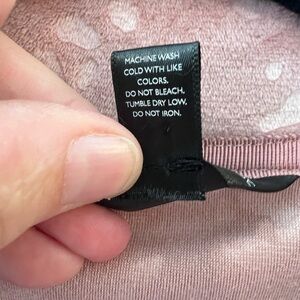 MACHINE WASH
COLD WITH LIKE
COLORS.
DO NOT BLEACH.
TUMBLE DRY LOW.
DO NOT IRON.